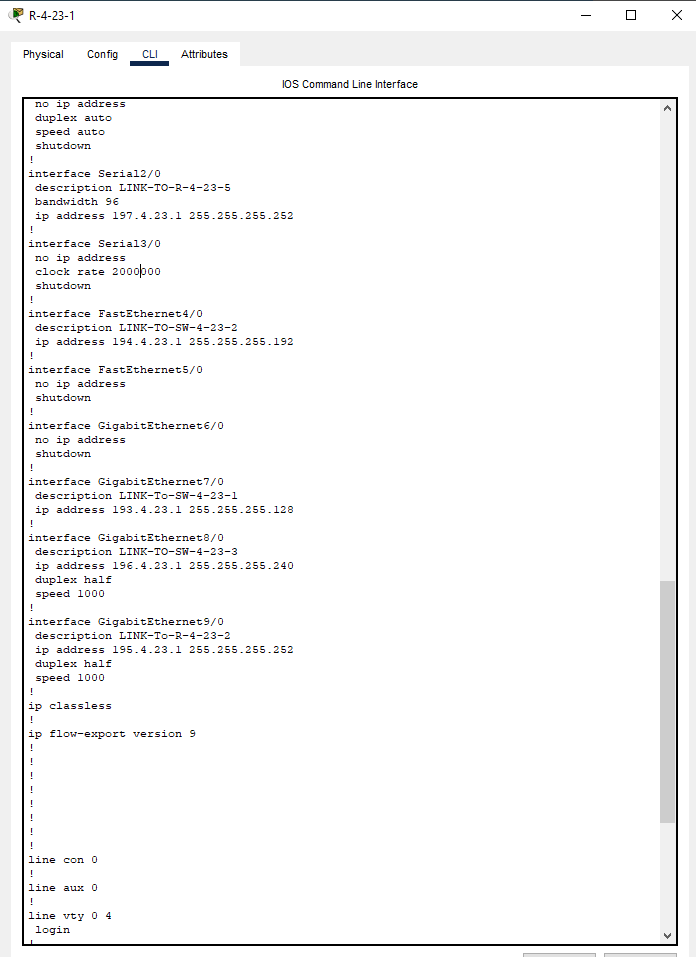 R-4-23-1
Physical Config CLI Attributes
IOS Command Line Interface
no ip address
duplex auto
speed auto
shutdown
!
interface Serial2/0
description LINK-TO-R-4-23-5
bandwidth 96
ip address 197.4.23.1 255.255.255.252
!
interface Serial3/0
no ip address
clock rate 2000000
shutdown
!
interface FastEthernet4/0
description LINK-TO-SW-4-23-2
ip address 194.4.23.1 255.255.255.192
!
interface FastEthernet5/0
no ip address
shutdown
!
interface GigabitEthernet6/0
no ip address
shutdown
!
interface GigabitEthernet7/0
description LINK-To-SW-4-23-1
ip address 193.4.23.1 255.255.255.128
!
interface GigabitEthernet8/0
description LINK-TO-SW-4-23-3
ip address 196.4.23.1 255.255.255.240
duplex half
speed 1000
!
interface GigabitEthernet9/0
description LINK-To-R-4-23-2
ip address 195.4.23.1 255.255.255.252
duplex half
speed 1000
!
ip classless
!
ip flow-export version 9
!
!
!
!
!
!
!
!
line con 0
!
line aux 0
!
line vty 0 4
login
!